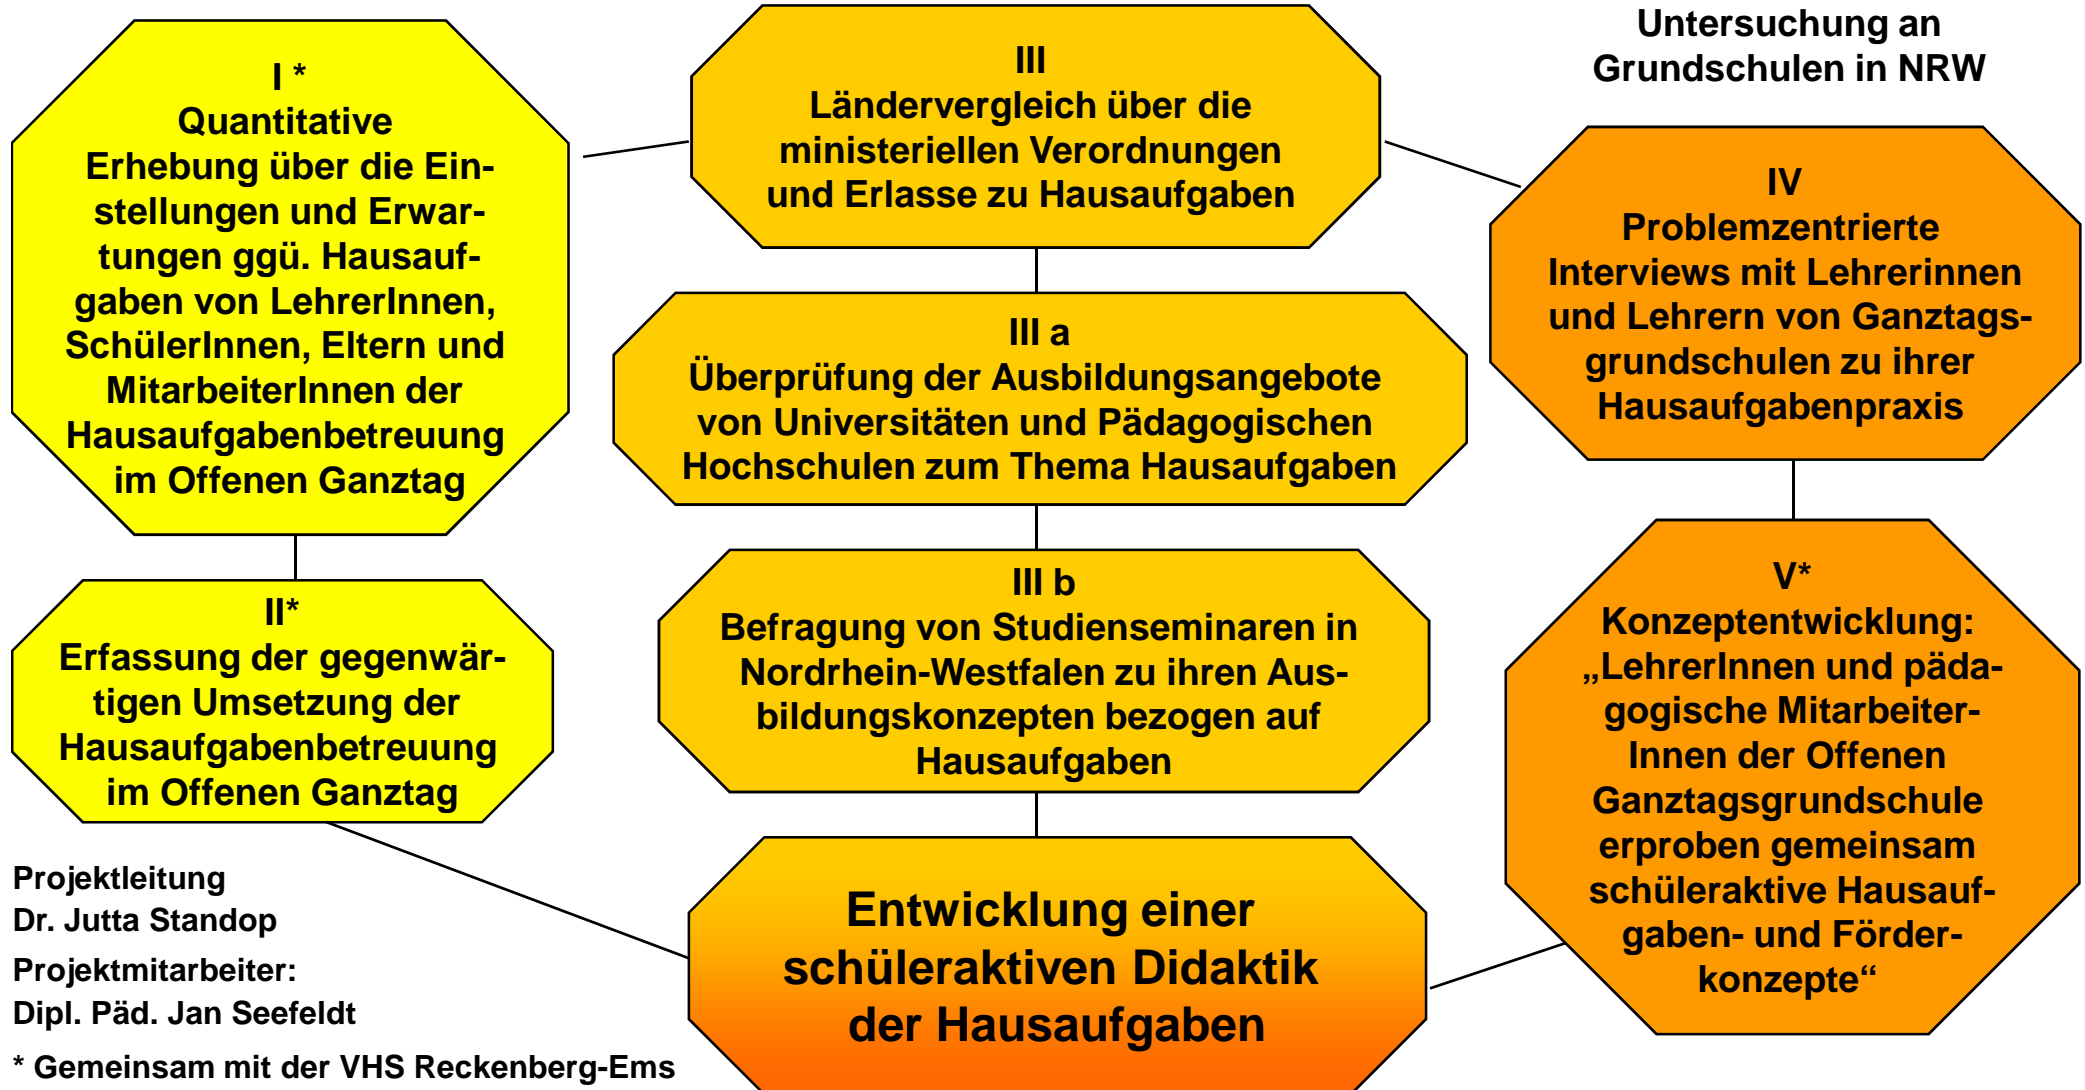 I *
Quantitative
Erhebung über die Ein-
stellungen und Erwar-
tungen ggü. Hausauf-
gaben von LehrerInnen,
SchülerInnen, Eltern und
MitarbeiterInnen der
Hausaufgabenbetreuung
im Offenen Ganztag
II*
Erfassung der gegenwär-
tigen Umsetzung der
Hausaufgabenbetreuung
im Offenen Ganztag
Projektleitung
Dr. Jutta Standop
Projektmitarbeiter:
Dipl. Päd. Jan Seefeldt
* Gemeinsam mit der VHS Reckenberg-Ems
III
Ländervergleich über die
ministeriellen Verordnungen
und Erlasse zu Hausaufgaben
III a
Überprüfung der Ausbildungsangebote
von Universitäten und Pädagogischen
Hochschulen zum Thema Hausaufgaben
III b
Befragung von Studienseminaren in
Nordrhein-Westfalen zu ihren Aus-
bildungskonzepten bezogen auf
Hausaufgaben
Entwicklung einer
schüleraktiven Didaktik
der Hausaufgaben
Untersuchung an
Grundschulen in NRW
IV
Problemzentrierte
Interviews mit Lehrerinnen
und Lehrern von Ganztags-
grundschulen zu ihrer
Hausaufgabenpraxis
V*
Konzeptentwicklung:
„LehrerInnen und päda-
gogische Mitarbeiter-
Innen der Offenen
Ganztagsgrundschule
erproben gemeinsam
schüleraktive Hausauf-
gaben- und Förder-
konzepte“